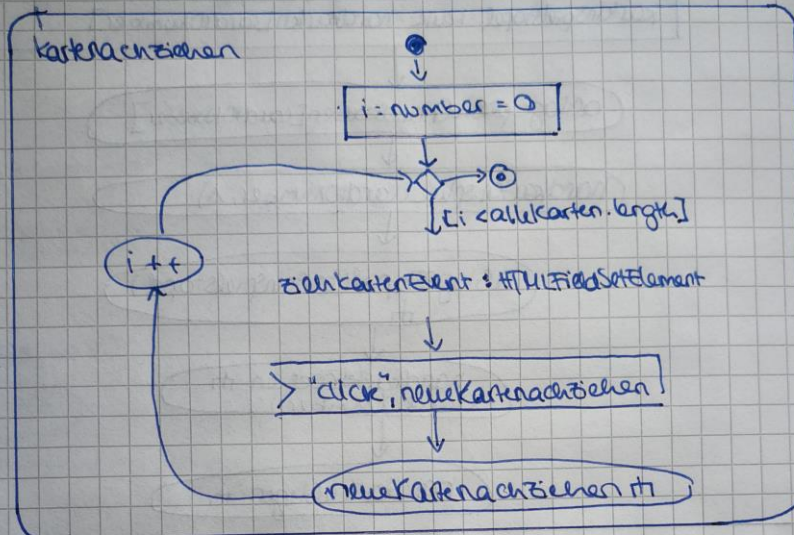 Kartenachziehen
i : number = 0
[i < alleKarten.length]
i++
ziehKartenEvent : HTMLFieldSetElement
"click", neueKartenachziehen
neueKartenachziehen